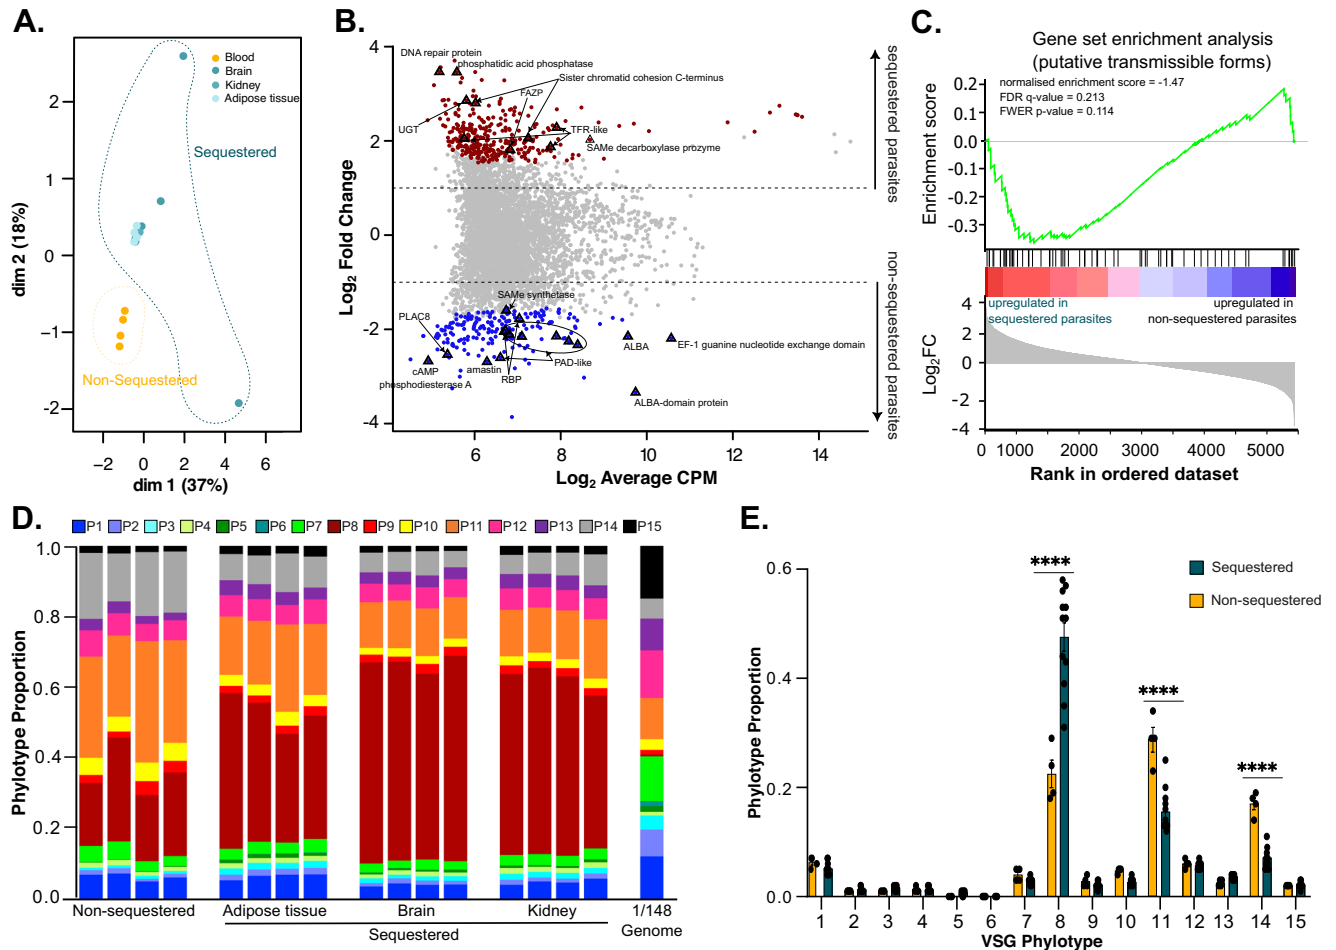 A.
2
1
0
−1
−2
dim 2 (18%)
−2 0 2 4 6
dim 1 (37%)
Blood
Brain
Kidney
Adipose tissue
Sequestered
Non-Sequestered
B.
4
2
0
-2
-4
Log2 Fold Change
6 8 10 12 14
Log2 Average CPM
DNA repair protein
phosphatidic acid phosphatase
Sister chromatid cohesion C-terminus
FAZP
UGT
TFR-like
SAMe decarboxylase prozyme
SAMe synthetase
PLAC8
cAMP
phosphodiesterase A
amastin
RBP
PAD-like
ALBA
EF-1 guanine nucleotide exchange domain
ALBA-domain protein
sequestered parasites
non-sequestered parasites
C.
Gene set enrichment analysis
(putative transmissible forms)
normalised enrichment score = -1.47
FDR q-value = 0.213
FWER p-value = 0.114
0.2
0.1
0.0
-0.1
-0.2
-0.3
Enrichment score
upregulated in
sequestered parasites
upregulated in
non-sequestered parasites
4
2
0
-2
-4
Log2FC
0 1000 2000 3000 4000 5000
Rank in ordered dataset
D.
P1 P2 P3 P4 P5 P6 P7 P8 P9 P10 P11 P12 P13 P14 P15
1.0
0.8
0.6
0.4
0.2
0.0
Phylotype Proportion
Non-sequestered Adipose tissue Brain Kidney 1/148
Genome
Sequestered
E.
0.6
0.4
0.2
0.0
Phylotype Proportion
****
****
****
Sequestered
Non-sequestered
1 2 3 4 5 6 7 8 9 10 11 12 13 14 15
VSG Phylotype